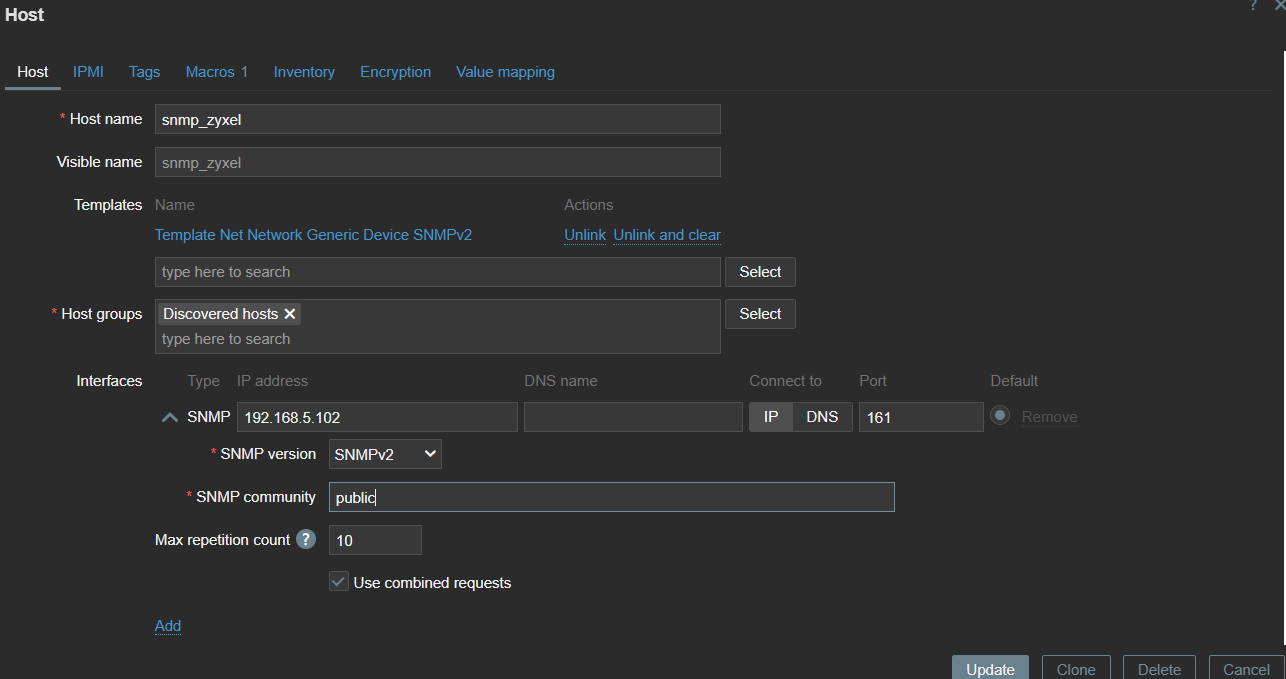 Host
?
Host IPMI Tags Macros 1 Inventory Encryption Value mapping
* Host name snmp_zyxel
Visible name snmp_zyxel
Templates Name Actions
Template Net Network Generic Device SNMPv2 Unlink Unlink and clear
type here to search Select
* Host groups Discovered hosts Select
type here to search
Interfaces Type IP address DNS name Connect to Port Default
SNMP 192.168.5.102 IP DNS 161 Remove
* SNMP version SNMPv2
* SNMP community public
Max repetition count ? 10
Use combined requests
Add
Update Clone Delete Cancel